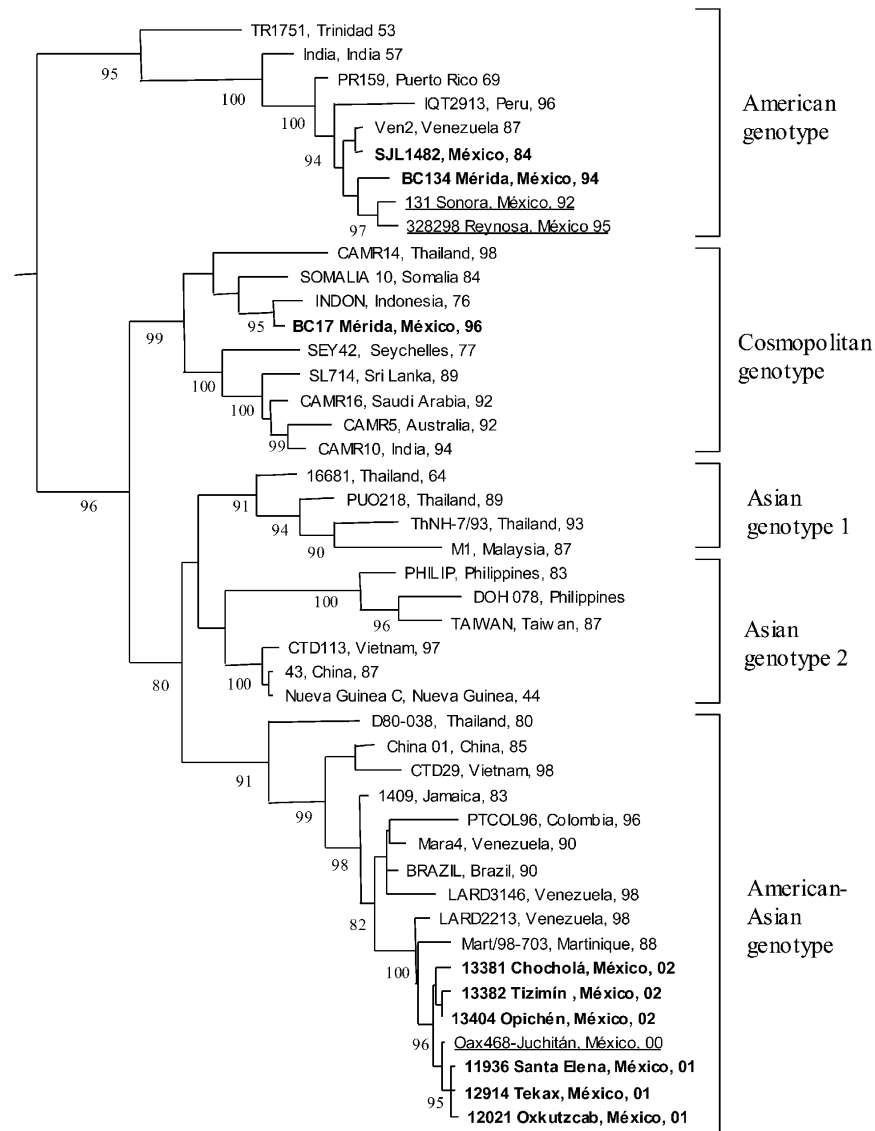 TR1751, Trinidad 53
India, India 57
95
PR159, Puerto Rico 69
100
IQT2913, Peru, 96
American
genotype
100
Ven2, Venezuela 87
SJL1482, México, 84
94
BC134 Mérida, México, 94
131 Sonora, México, 92
97
328298 Reynosa, México 95
CAMR14, Thailand, 98
SOMALIA 10, Somalia 84
INDON, Indonesia, 76
95
BC17 Mérida, México, 96
99
SEY42, Seychelles, 77
Cosmopolitan
genotype
SL714, Sri Lanka, 89
100
100
CAMR16, Saudi Arabia, 92
CAMR5, Australia, 92
99
CAMR10, India, 94
16681, Thailand, 64
96
91
PUO218, Thailand, 89
Asian
genotype 1
94
ThNH-7/93, Thailand, 93
90
M1, Malaysia, 87
PHILIP, Philippines, 83
100
DOH 078, Philippines
96
TAIWAN, Taiwan, 87
Asian
genotype 2
CTD113, Vietnam, 97
100
43, China, 87
80
Nueva Guinea C, Nueva Guinea, 44
D80-038, Thailand, 80
China 01, China, 85
91
CTD29, Vietnam, 98
99
1409, Jamaica, 83
PTCOL96, Colombia, 96
98
Mara4, Venezuela, 90
BRAZIL, Brazil, 90
LARD3146, Venezuela, 98
American-
Asian
genotype
82
LARD2213, Venezuela, 98
Mart/98-703, Martinique, 88
100
13381 Chocholá, México, 02
13382 Tizimín , México, 02
13404 Opichén, México, 02
96
Oax468-Juchitán, México, 00
11936 Santa Elena, México, 01
12914 Tekax, México, 01
95
12021 Oxkutzcab, México, 01